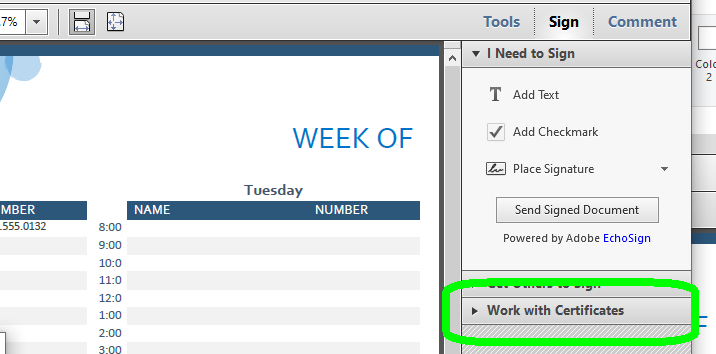 7%
Tools Sign Comment
I Need to Sign
Add Text
Add Checkmark
Place Signature
Send Signed Document
Powered by Adobe EchoSign
Get Others to Sign
Work with Certificates
WEEK OF
Tuesday
MBER NAME NUMBER
.555.0132 8:00
9:00
10:0
11:0
12:0
1:00
2:00
3:00
Colo
2